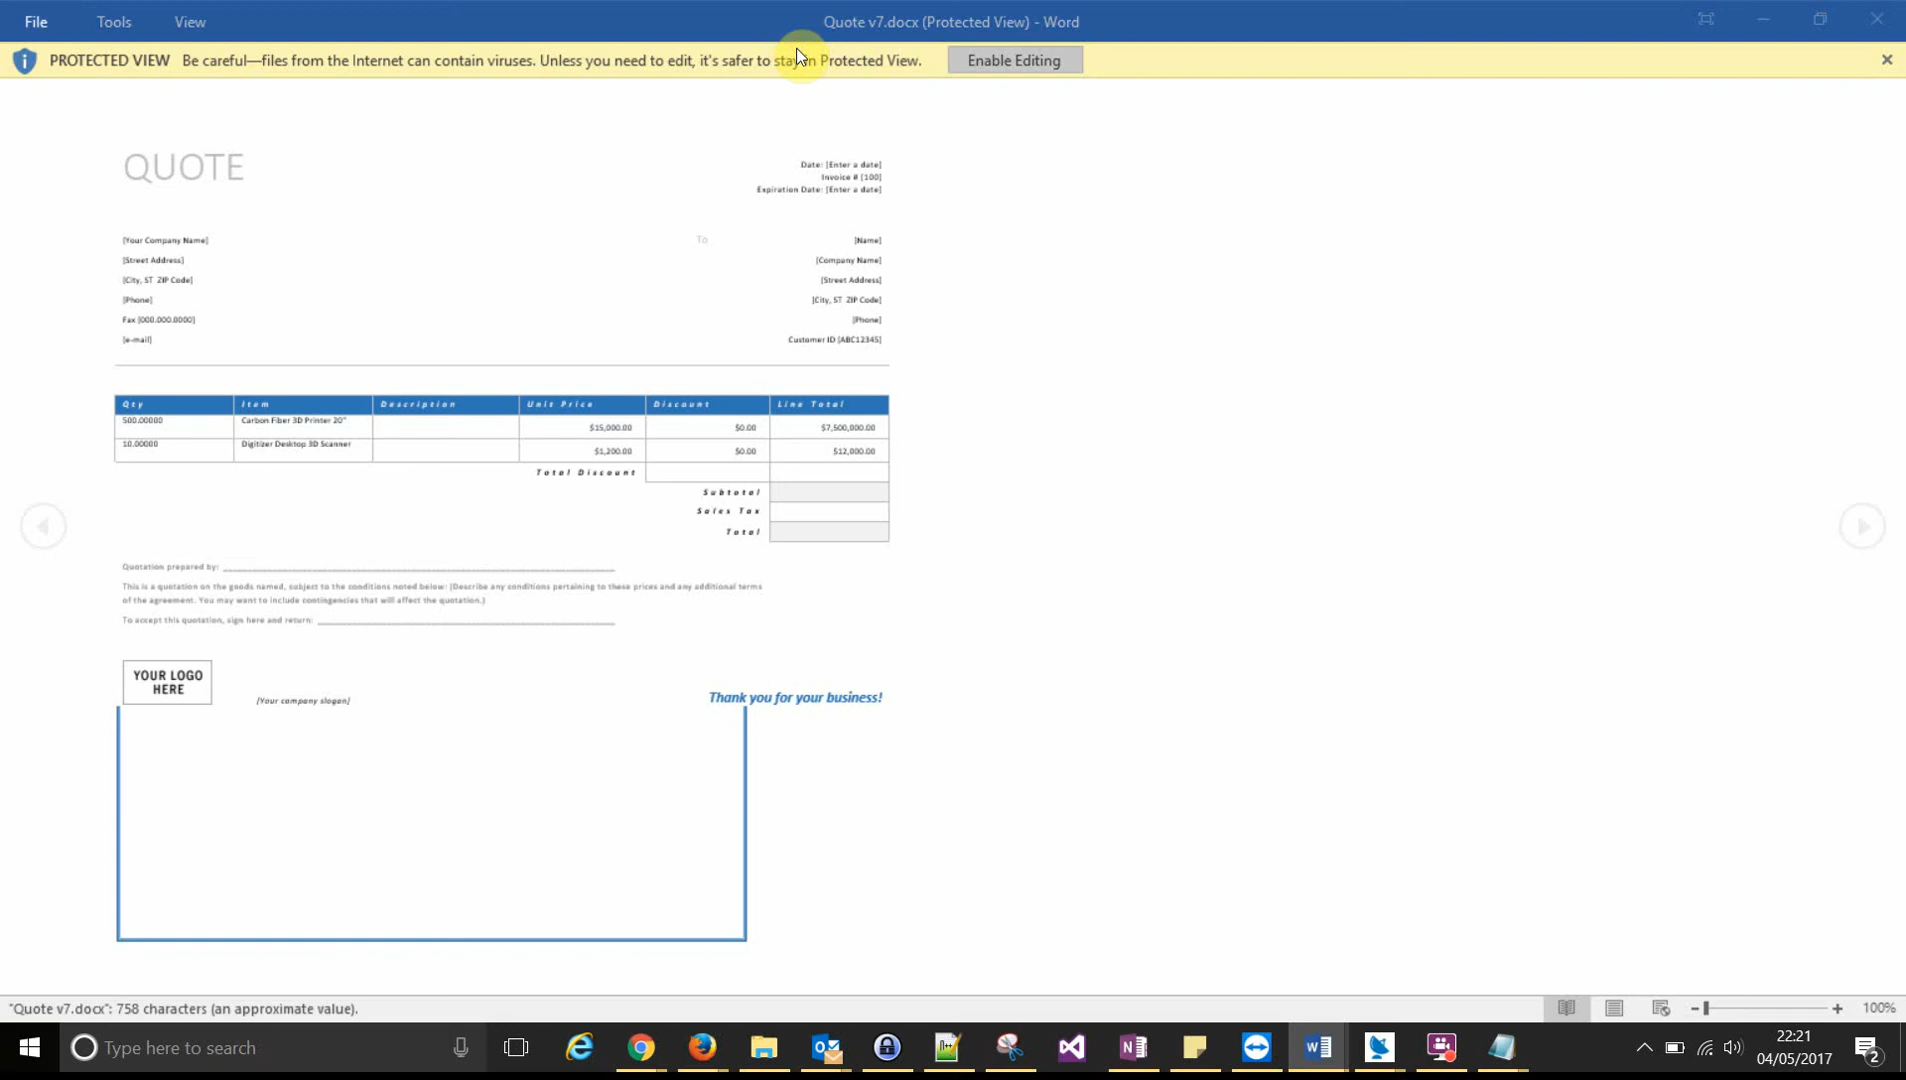 File Tools View Quote v7.docx (Protected View) - Word
PROTECTED VIEW Be careful—files from the Internet can contain viruses. Unless you need to edit, it's safer to stay in Protected View. Enable Editing
QUOTE
Date: [Enter a date]
Invoice # [100]
Expiration Date: [Enter a date]
[Your Company Name] To [Name]
[Street Address] [Company Name]
[City, ST ZIP Code] [Street Address]
[Phone] [City, ST ZIP Code]
Fax [000.000.0000] [Phone]
[e-mail] Customer ID [ABC12345]
Qty Item Description Unit Price Discount Line Total
500.00000 Carbon Fiber 3D Printer 20" $15,000.00 $0.00 $7,500,000.00
10.00000 Digitizer Desktop 3D Scanner $1,200.00 $0.00 $12,000.00
Total Discount
Subtotal
Sales Tax
Total
Quotation prepared by:
This is a quotation on the goods named, subject to the conditions noted below: (Describe any conditions pertaining to these prices and any additional terms
of the agreement. You may want to include contingencies that will affect the quotation.)
To accept this quotation, sign here and return:
YOUR LOGO
HERE
[Your company slogan] Thank you for your business!
"Quote v7.docx": 758 characters (an approximate value). 100%
Type here to search
22:21
04/05/2017
2